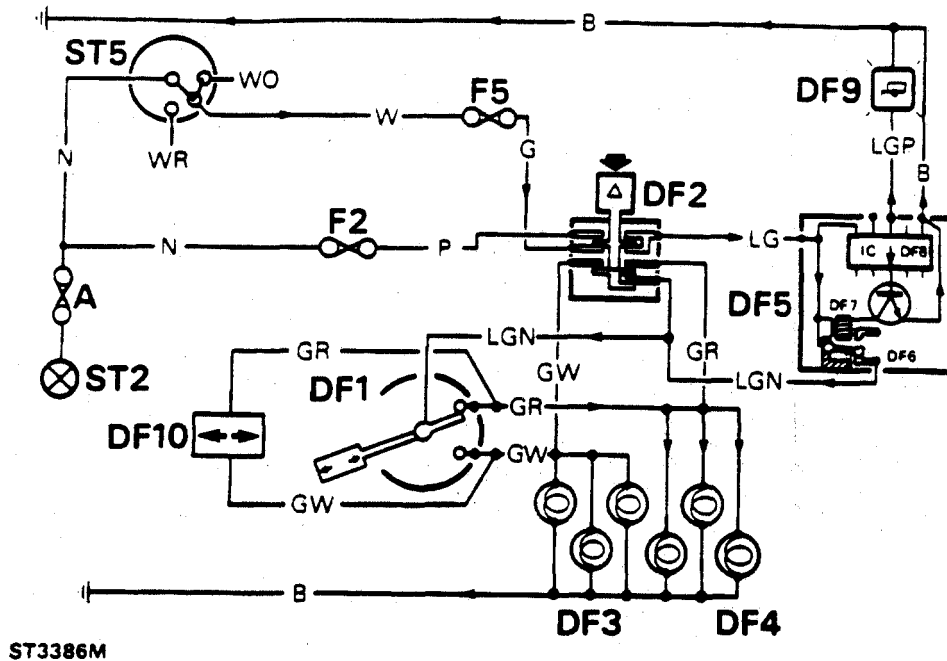 B
ST5
WO
F5
DF9
W
N
G
WR
LGP
B
DF2
F2
N
P
LG
IC
DF8
A
DF5
DF7
LGN
GR
GR
DF6
ST2
DF1
GW
LGN
GR
DF10
GW
GW
B
DF3
DF4
ST3386M